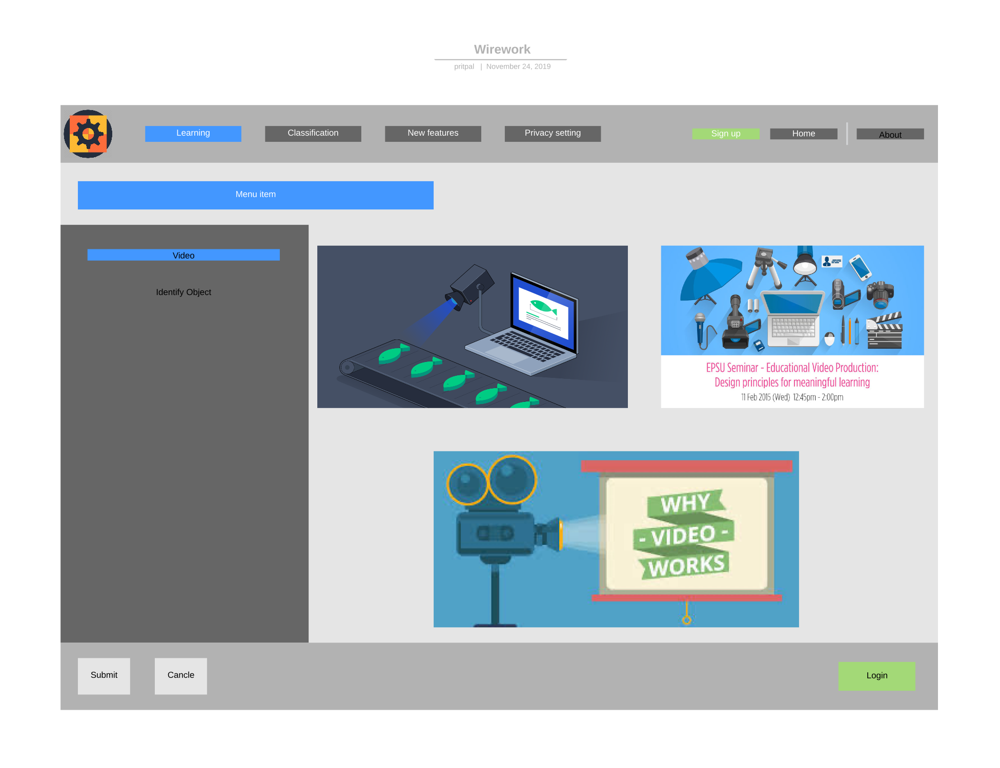 Wirework
pritpal | November 24, 2019
Learning
Classification
New features
Privacy setting
Sign up
Home
About
Menu item
Video
Identify Object
EPSU Seminar - Educational Video Production:
Design principles for meaningful learning
11 Feb 2015 (Wed) 12:45pm - 2:00pm
WHY
- VIDEO -
WORKS
Submit
Cancle
Login